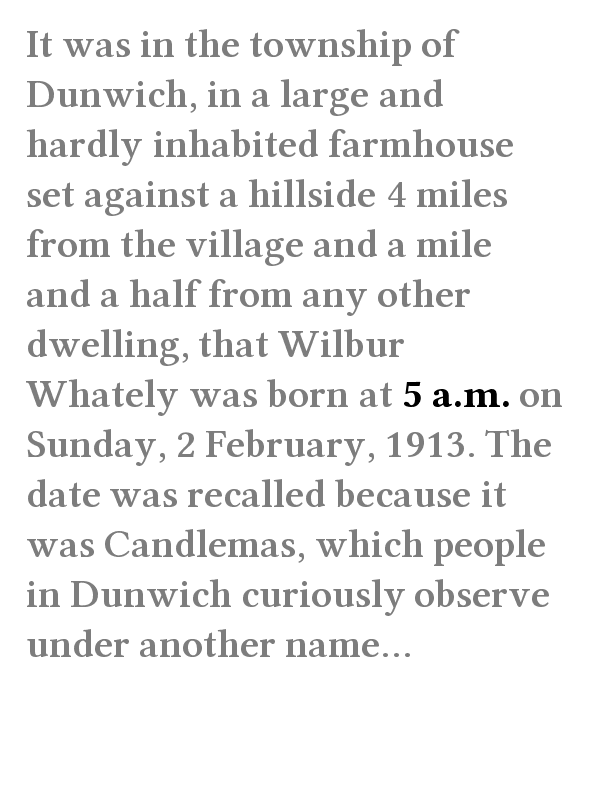 It was in the township of
Dunwich, in a large and
hardly inhabited farmhouse
set against a hillside 4 miles
from the village and a mile
and a half from any other
dwelling, that Wilbur
Whately was born at 5 a.m. on
Sunday, 2 February, 1913. The
date was recalled because it
was Candlemas, which people
in Dunwich curiously observe
under another name...